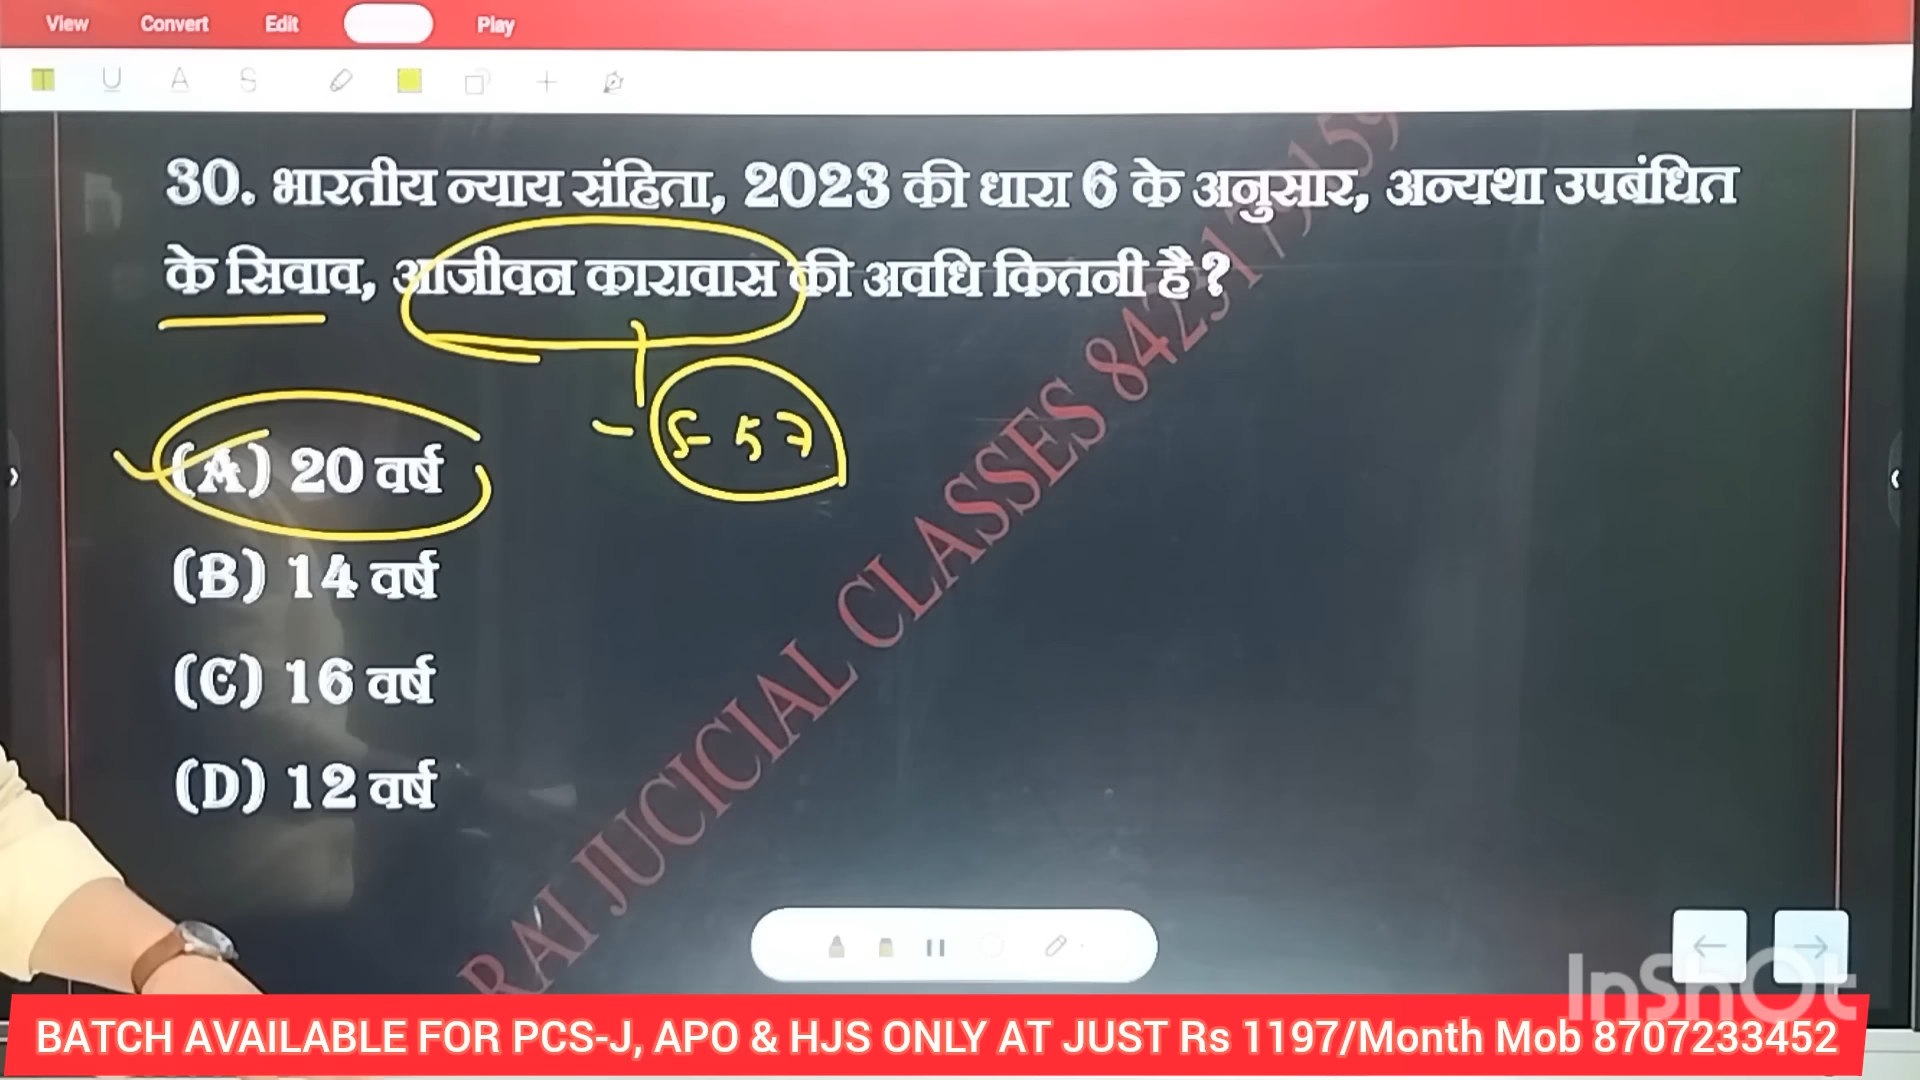 View Convert Edit Play
T U A S
30. भारतीय न्याय संहिता, 2023 की धारा 6 के अनुसार, अन्यथा उपबंधित
के सिवाव, आजीवन कारावास की अवधि कितनी है?
S-57
(A) 20 वर्ष
(B) 14 वर्ष
(C) 16 वर्ष
(D) 12 वर्ष
RAI JUCICIAL CLASSES 8423179159
InShOt
BATCH AVAILABLE FOR PCS-J, APO & HJS ONLY AT JUST Rs 1197/Month Mob 8707233452